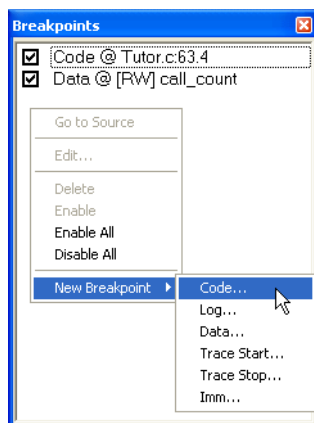 Breakpoints
Code @ Tutor.c:63.4
Data @ [RW] call_count
Go to Source
Edit...
Delete
Enable
Enable All
Disable All
New Breakpoint
Code...
Log...
Data...
Trace Start...
Trace Stop...
Imm...